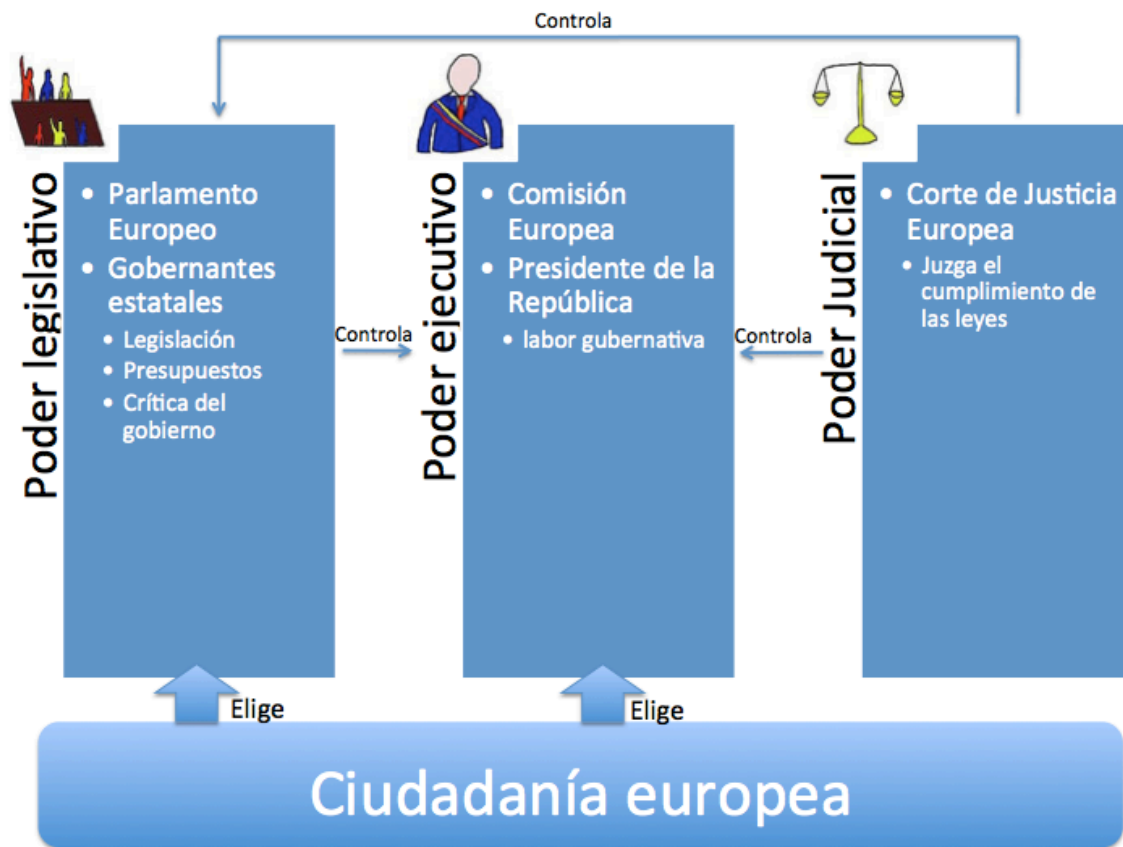 Controla
Poder legislativo
• Parlamento
Europeo
• Gobernantes
estatales
• Legislación
• Presupuestos
• Crítica del
gobierno
Controla
Poder ejecutivo
• Comisión
Europea
• Presidente de la
República
• labor gubernativa
Controla
Poder Judicial
• Corte de Justicia
Europea
• Juzga el
cumplimiento de
las leyes
Elige
Elige
Ciudadanía europea